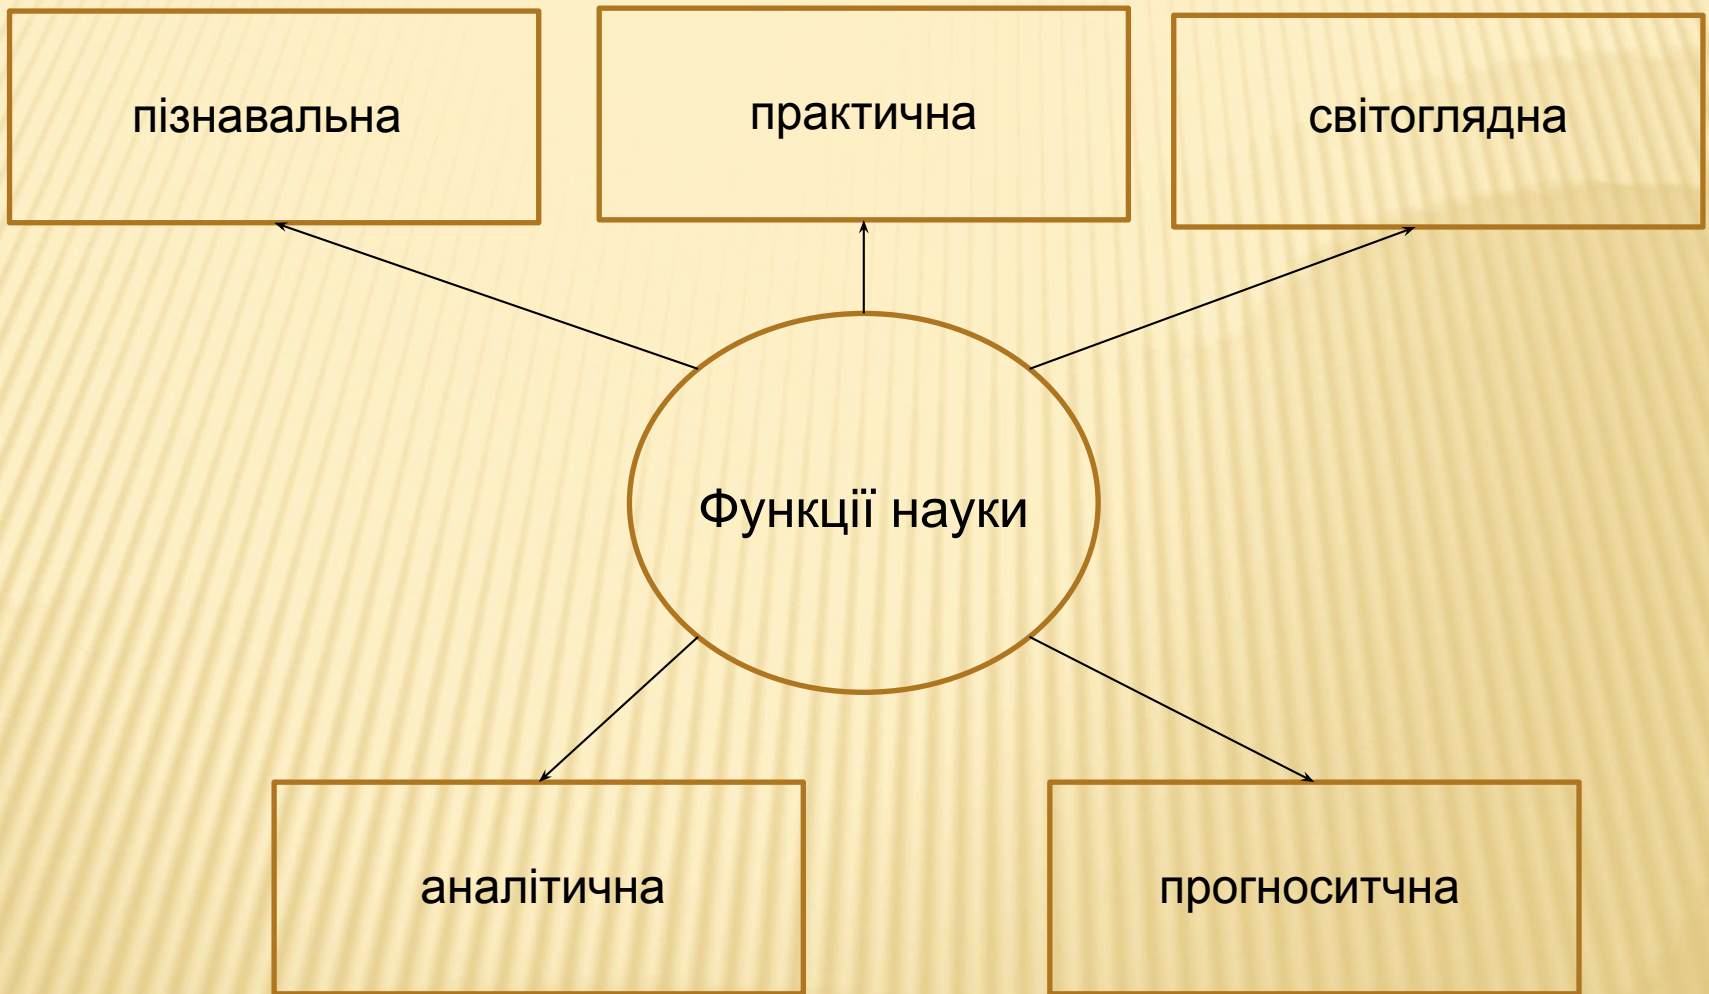 пізнавальна
практична
світоглядна
Функції науки
аналітична
прогноситчна